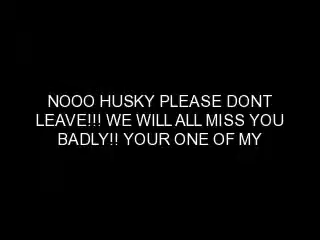 NOOO HUSKY PLEASE DONT
LEAVE!!! WE WILL ALL MISS YOU
BADLY!! YOUR ONE OF MY